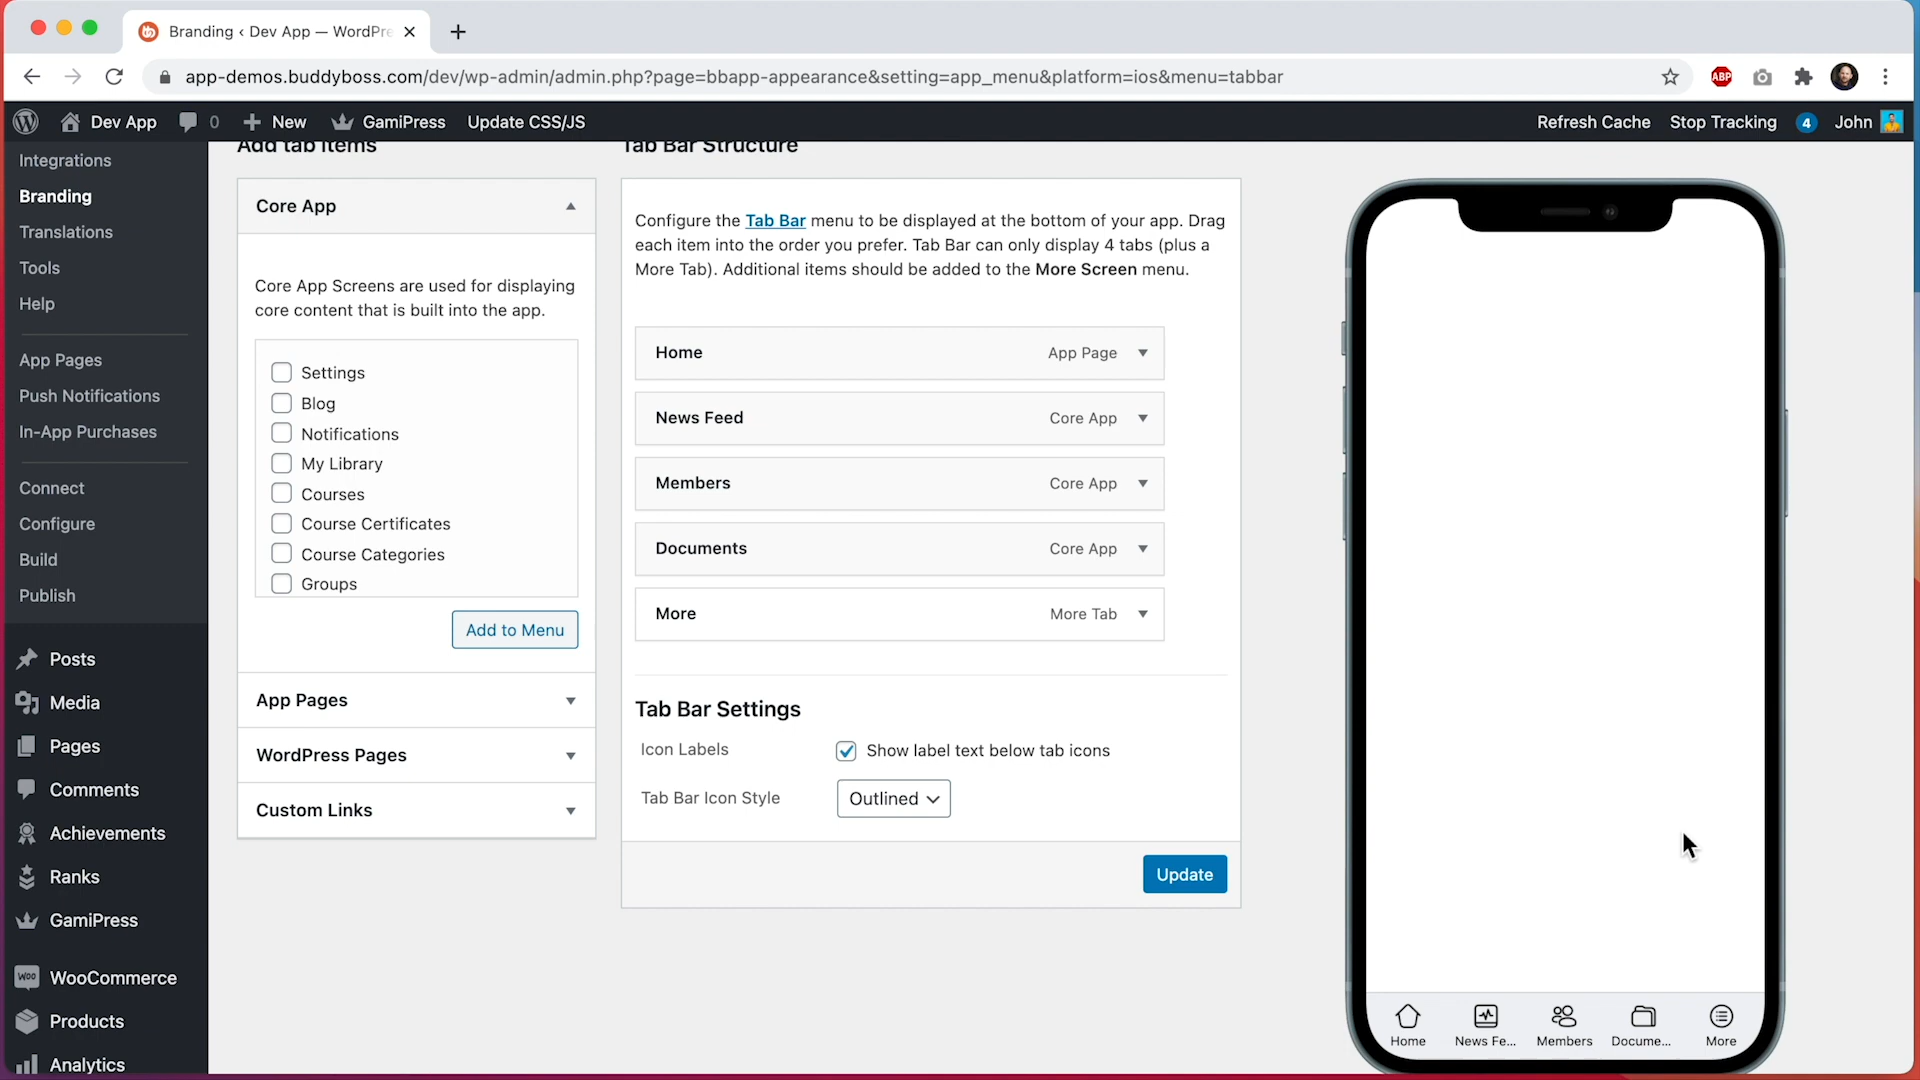 Branding ‹ Dev App — WordPre
app-demos.buddyboss.com/dev/wp-admin/admin.php?page=bbapp-appearance&setting=app_menu&platform=ios&menu=tabbar
ABP
Dev App
0
New
GamiPress
Update CSS/JS
Refresh Cache
Stop Tracking
4
John
Integrations
Branding
Translations
Tools
Help
App Pages
Push Notifications
In-App Purchases
Connect
Configure
Build
Publish
Posts
Media
Pages
Comments
Achievements
Ranks
GamiPress
Woo
WooCommerce
Products
Analytics
Add tab items
Core App
Core App Screens are used for displaying
core content that is built into the app.
Settings
Blog
Notifications
My Library
Courses
Course Certificates
Course Categories
Groups
Add to Menu
App Pages
WordPress Pages
Custom Links
Tab Bar Structure
Configure the Tab Bar menu to be displayed at the bottom of your app. Drag
each item into the order you prefer. Tab Bar can only display 4 tabs (plus a
More Tab). Additional items should be added to the More Screen menu.
Home App Page
News Feed Core App
Members Core App
Documents Core App
More More Tab
Tab Bar Settings
Icon Labels Show label text below tab icons
Tab Bar Icon Style Outlined
Update
Home
News Fe...
Members
Docume...
More